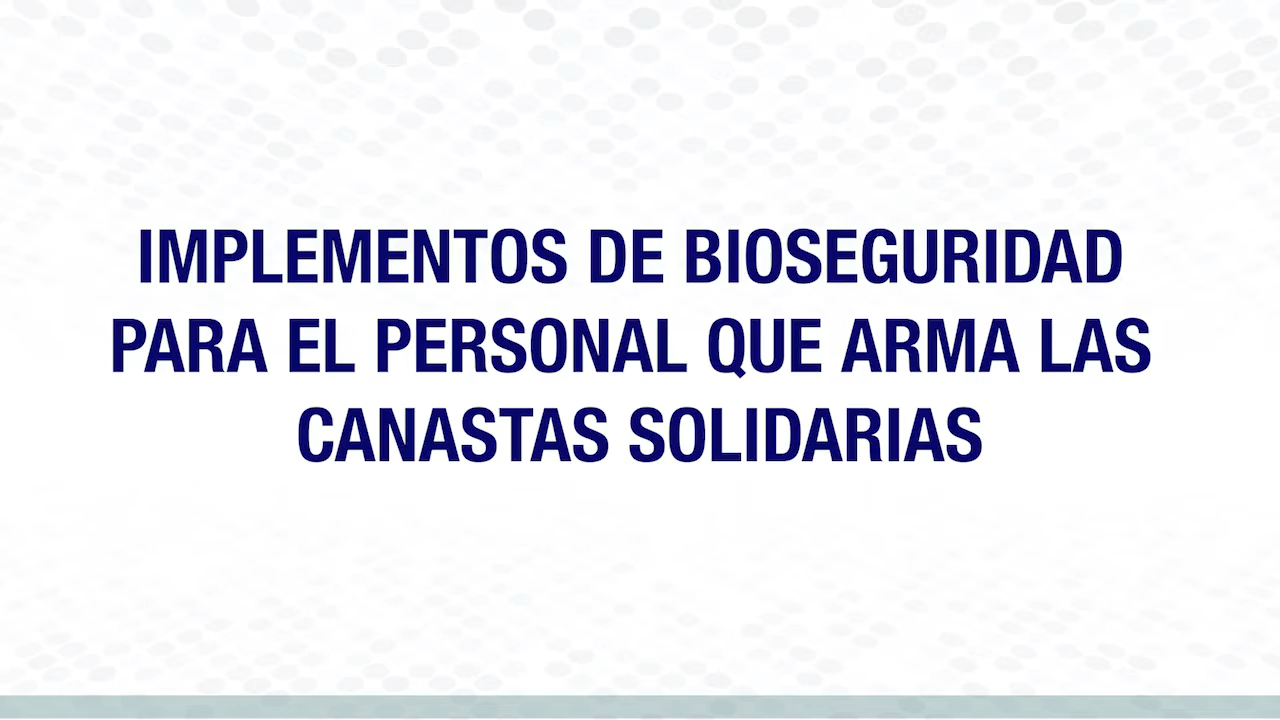 IMPLEMENTOS DE BIOSEGURIDAD
PARA EL PERSONAL QUE ARMA LAS
CANASTAS SOLIDARIAS